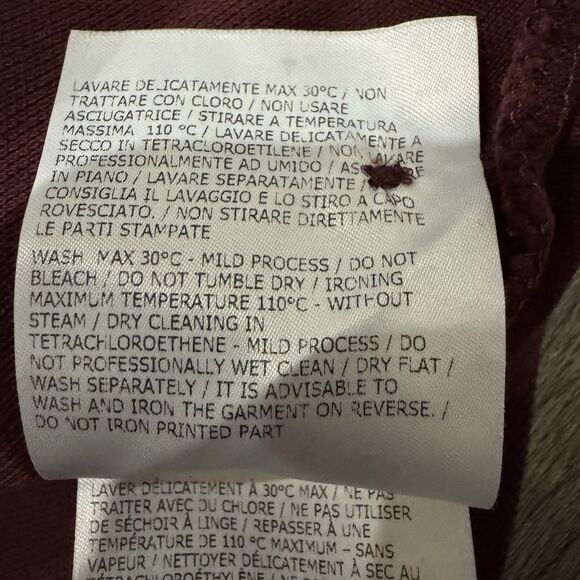 LAVARE DELICATAMENTE MAX 30°C / NON
TRATTARE CON CLORO / NON USARE
ASCIUGATRICE / STIRARE A TEMPERATURA
MASSIMA 110 °C / LAVARE DELICATAMENTE A
SECCO IN TETRACLOROETILENE / NON LAVARE
PROFESSIONALMENTE AD UMIDO /
IN PIANO / LAVARE SEPARATAMENTE /
CONSIGLIA IL LAVAGGIO E LO STIRO A CAPO
ROVESCIATO. / NON STIRARE DIRETTAMENTE
LE PARTI STAMPATE
WASH MAX 30°C - MILD PROCESS / DO NOT
BLEACH / DO NOT TUMBLE DRY / IRONING
MAXIMUM TEMPERATURE 110°C - WITHOUT
STEAM / DRY CLEANING IN
TETRACHLOROETHENE - MILD PROCESS / DO
NOT PROFESSIONALLY WET CLEAN / DRY FLAT /
WASH SEPARATELY / IT IS ADVISABLE TO
WASH AND IRON THE GARMENT ON REVERSE. /
DO NOT IRON PRINTED PART
LAVER DÉLICATEMENT À 30°C MAX / NE PAS
TRAITER AVEC DU CHLORE / NE PAS UTILISER
DE SÉCHOIR À LINGE / REPASSER À UNE
TEMPÉRATURE DE 110 °C MAXIMUM - SANS
VAPEUR / NETTOYER DÉLICATEMENT À SEC AU